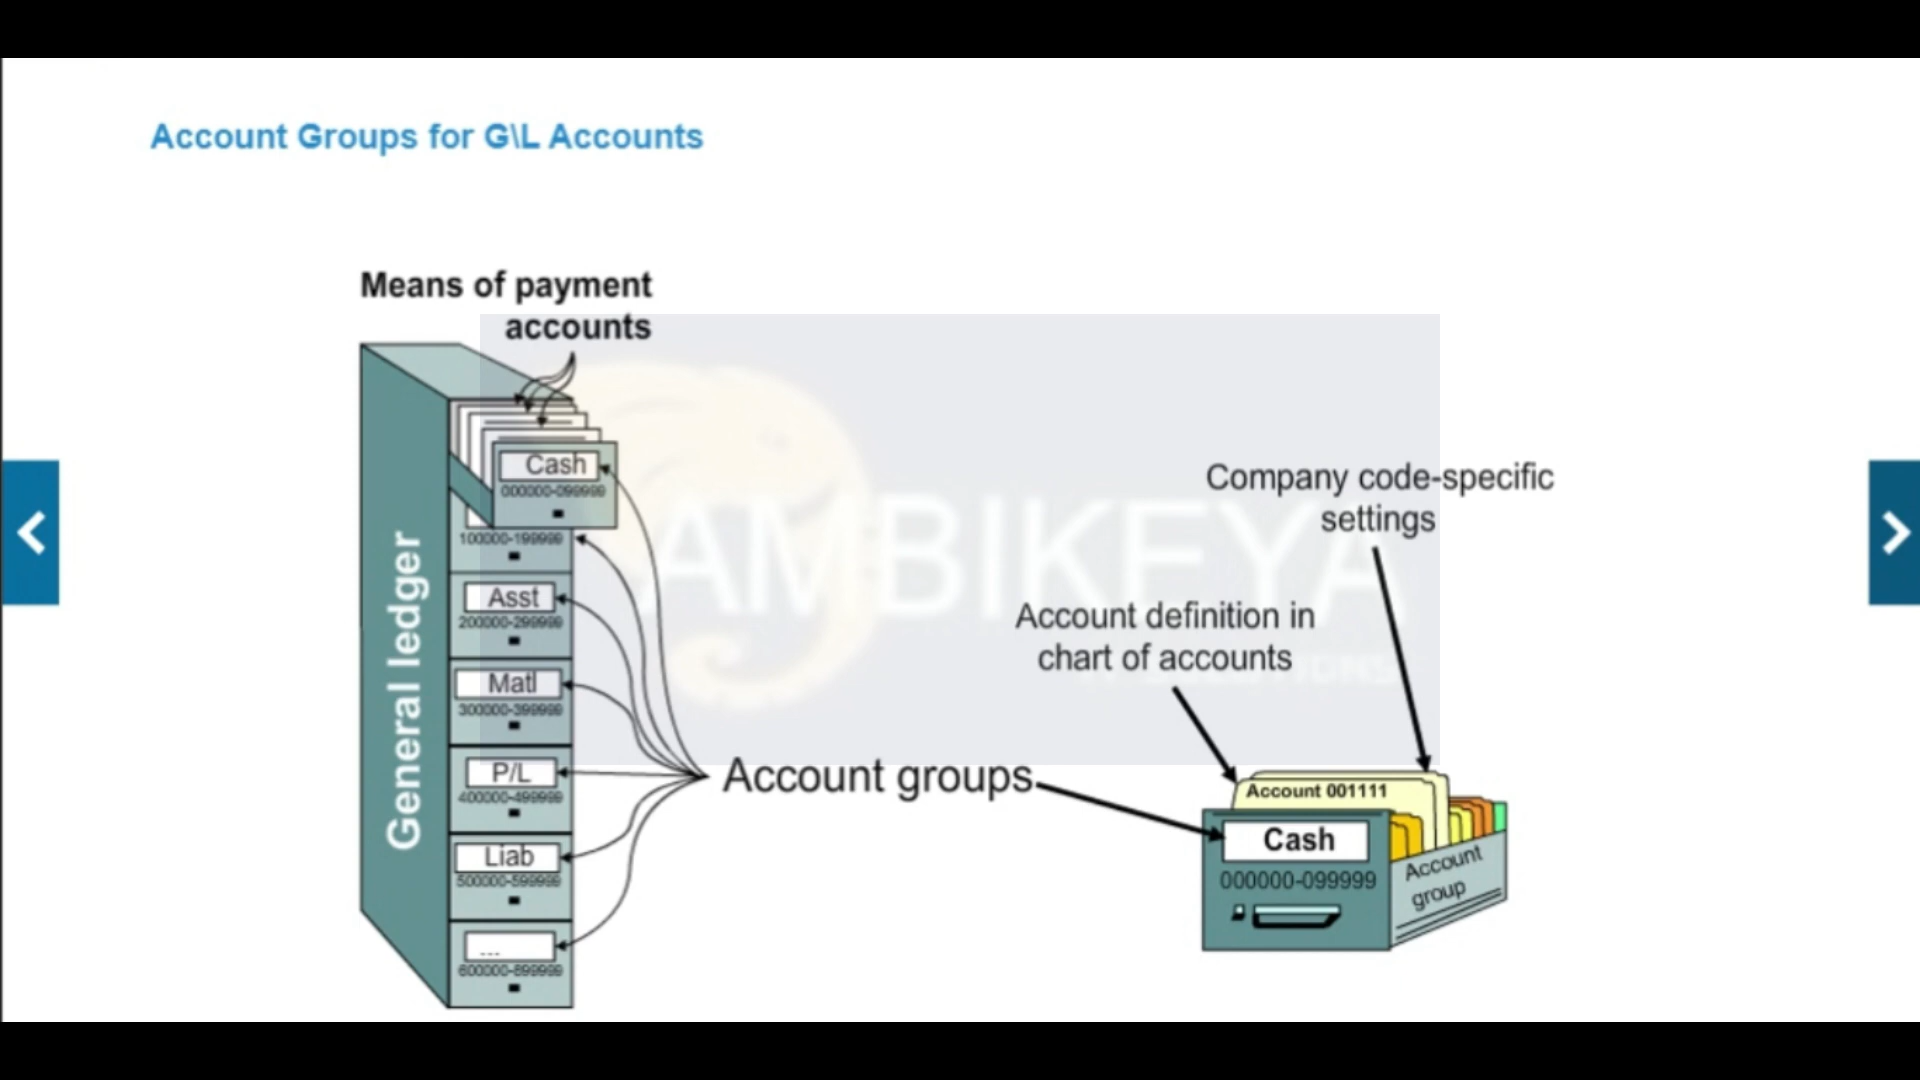 Account Groups for G\L Accounts
Means of payment
accounts
Cash
000000-099999
100000-199999
Asst
200000-299999
Matl
300000-399999
P/L
400000-499999
Liab
500000-599999
...
600000-699999
General ledger
Account groups
AMBIKEYA
Company code-specific
settings
Account definition in
chart of accounts
Account 001111
Cash
000000-099999
Account
group